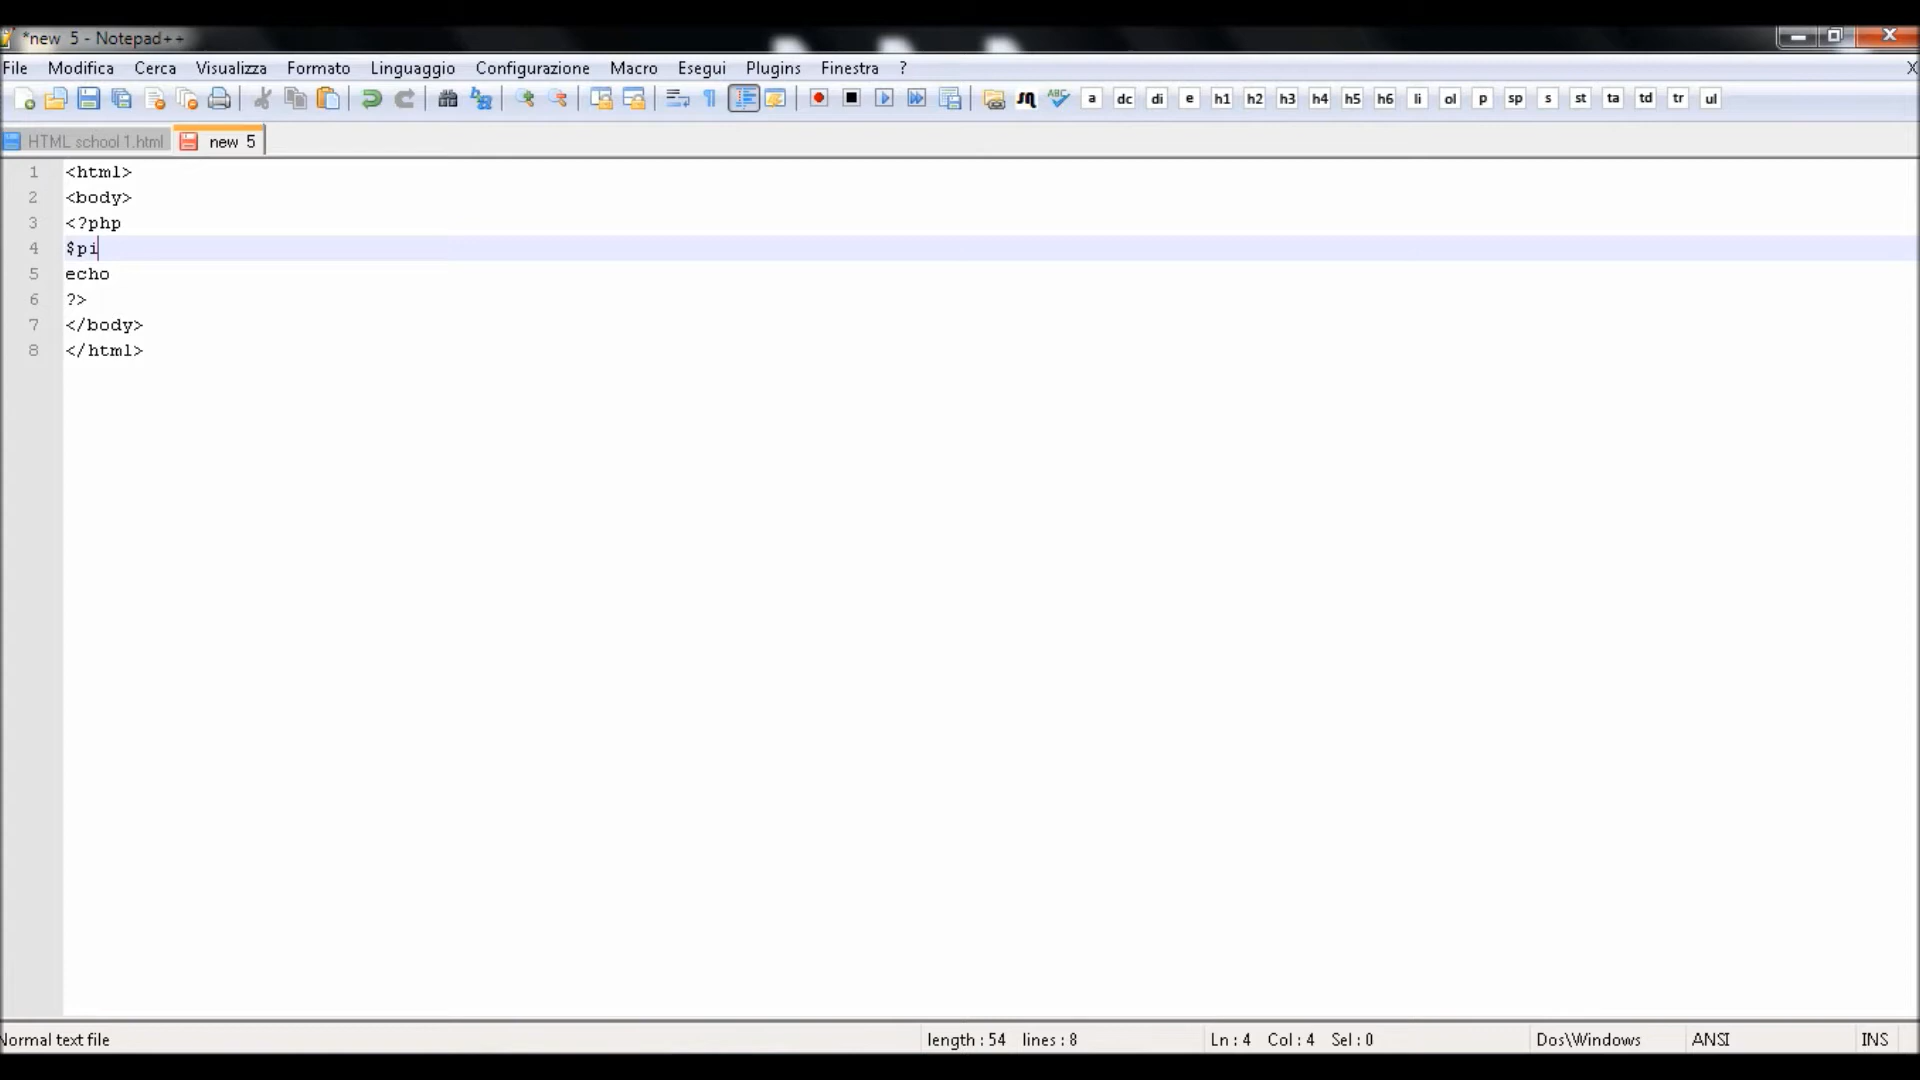 *new 5 - Notepad++
File Modifica Cerca Visualizza Formato Linguaggio Configurazione Macro Esegui Plugins Finestra ? X
ABC a dc di e h1 h2 h3 h4 h5 h6 li ol p sp s st ta td tr ul
HTML school 1.html new 5
1 <html>
2 <body>
3 <?php
4 $pi
5 echo
6 ?>
7 </body>
8 </html>
Normal text file length : 54 lines : 8 Ln : 4 Col : 4 Sel : 0 Dos\Windows ANSI INS